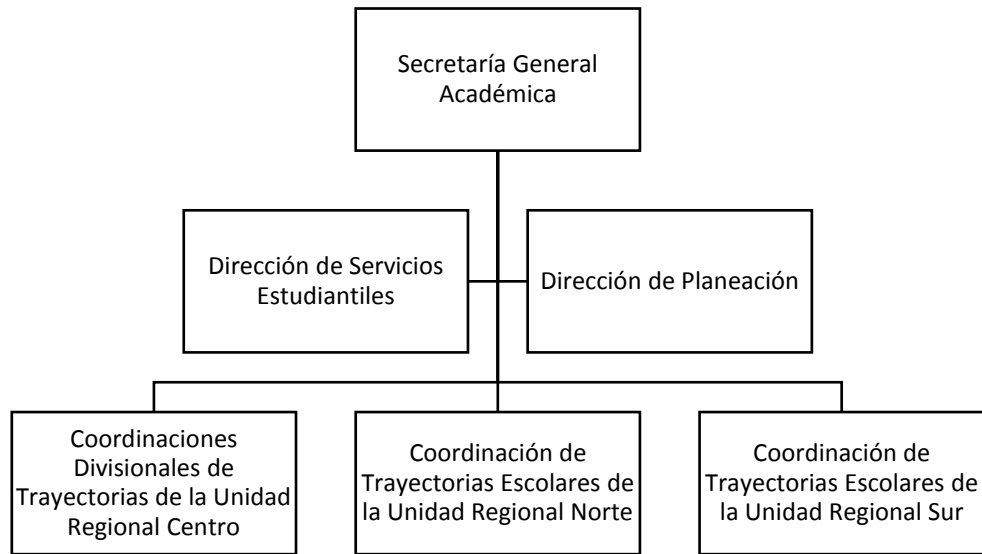 Secretaría General
Académica
Dirección de Servicios
Estudiantiles
Dirección de Planeación
Coordinaciones
Divisionales de
Trayectorias de la Unidad
Regional Centro
Coordinación de
Trayectorias Escolares de
la Unidad Regional Norte
Coordinación de
Trayectorias Escolares de
la Unidad Regional Sur